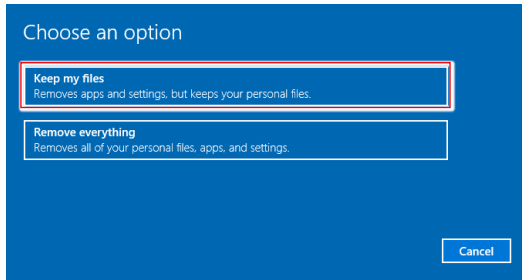 Choose an option
Keep my files
Removes apps and settings, but keeps your personal files.
Remove everything
Removes all of your personal files, apps, and settings.
Cancel